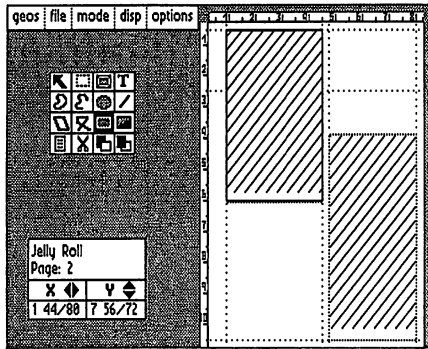 geos file mode disp options
T
Jelly Roll
Page: 2
X Y
1 44/80 7 56/72